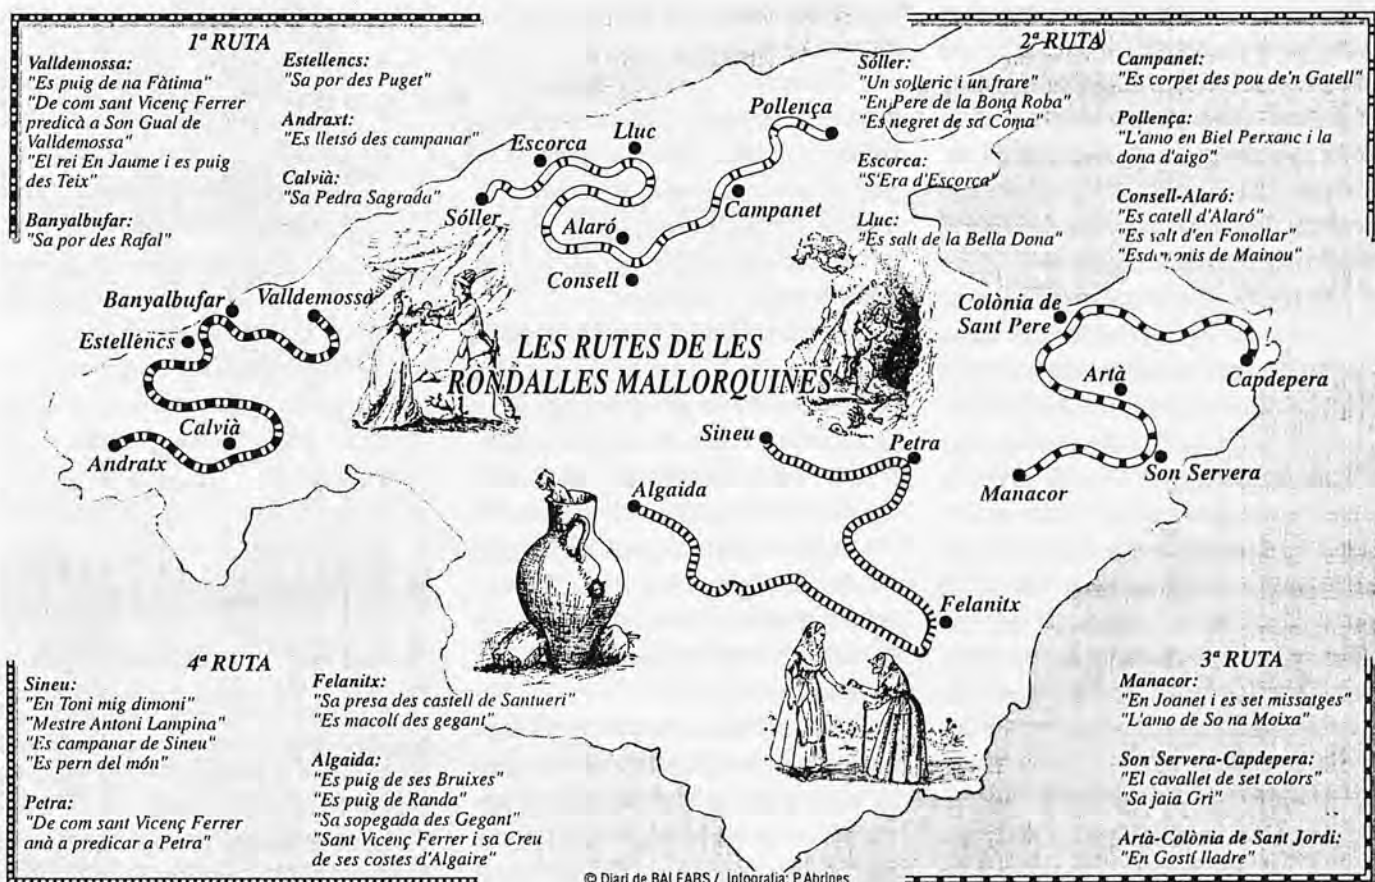 1ª RUTA
Valldemossa:
"Es puig de na Fàtima"
"De com sant Vicenç Ferrer
predicà a Son Gual de
Valldemossa"
"El rei En Jaume i es puig
des Teix"
Banyalbufar:
"Sa por des Rafal"
Estellencs:
"Sa por des Puget"
Andraxt:
"Es lletsó des campanar"
Calvià:
"Sa Pedra Sagrada"
2ª RUTA
Sóller:
"Un solleric i un frare"
"En Pere de la Bona Roba"
"Es negret de sa Coma"
Escorca:
"S'Era d'Escorca"
Lluc:
"Es salt de la Bella Dona"
Campanet:
"Es corpet des pou de'n Gatell"
Pollença:
"L'amo en Biel Perxanc i la
dona d'aigo"
Consell-Alaró:
"Es catell d'Alaró"
"Es salt d'en Fonollar"
de Mainou"
Pollença
Lluc
Escorca
Campanet
Sóller
Alaró
Consell
Banyalbufar
Valldemossa
Estellencs
Calvià
Andratx
LES RUTES DE LES
RONDALLES MALLORQUINES
Colònia de
Sant Pere
Artà
Capdepera
Son Servera
Manacor
Sineu
Petra
Algaida
Felanitx
4ª RUTA
Sineu:
"En Toni mig dimoni"
"Mestre Antoni Lampina"
"Es campanar de Sineu"
"Es pern del món"
Petra:
"De com sant Vicenç Ferrer
anà a predicar a Petra"
Felanitx:
"Sa presa des castell de Santueri"
"Es macolí des gegant"
Algaida:
"Es puig de ses Bruixes"
"Es puig de Randa"
"Sa sopegada des Gegant"
"Sant Vicenç Ferrer i sa Creu
de ses costes d'Algaire"
3ª RUTA
Manacor:
"En Joanet i es set missatges"
"L'amo de So na Moixa"
Son Servera-Capdepera:
"El cavallet de set colors"
"Sa jaia Gri"
Artà-Colònia de Sant Jordi:
"En Gostí lladre"
© Diari de BALEARS / Infografia: P.Abrines